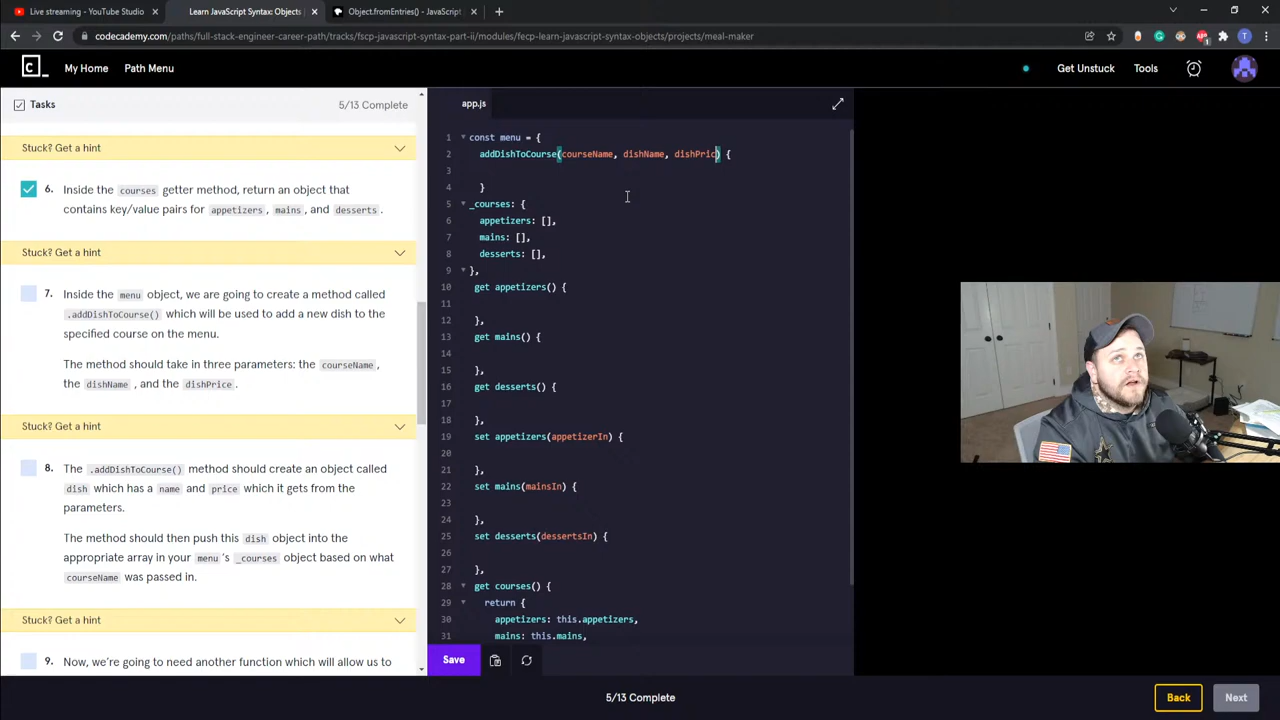 Live streaming - YouTube Studio
Learn JavaScript Syntax: Objects |
Object.fromEntries() - JavaScript
codecademy.com/paths/full-stack-engineer-career-path/tracks/fscp-javascript-syntax-part-ii/modules/fecp-learn-javascript-syntax-objects/projects/meal-maker
My Home
Path Menu
Get Unstuck
Tools
Tasks
5/13 Complete
Stuck? Get a hint
6. Inside the courses getter method, return an object that
contains key/value pairs for appetizers, mains, and desserts.
Stuck? Get a hint
7. Inside the menu object, we are going to create a method called
.addDishToCourse() which will be used to add a new dish to the
specified course on the menu.
The method should take in three parameters: the courseName,
the dishName, and the dishPrice.
Stuck? Get a hint
8. The .addDishToCourse() method should create an object called
dish which has a name and price which it gets from the
parameters.
The method should then push this dish object into the
appropriate array in your menu's _courses object based on what
courseName was passed in.
Stuck? Get a hint
9. Now, we're going to need another function which will allow us to
app.js
1 const menu = {
2 addDishToCourse(courseName, dishName, dishPric) {
3
4 }
5 _courses: {
6 appetizers: [],
7 mains: [],
8 desserts: [],
9 },
10 get appetizers() {
11
12 },
13 get mains() {
14
15 },
16 get desserts() {
17
18 },
19 set appetizers(appetizerIn) {
20
21 },
22 set mains(mainsIn) {
23
24 },
25 set desserts(dessertsIn) {
26
27 },
28 get courses() {
29 return {
30 appetizers: this.appetizers,
31 mains: this.mains,
Save
5/13 Complete
Back
Next